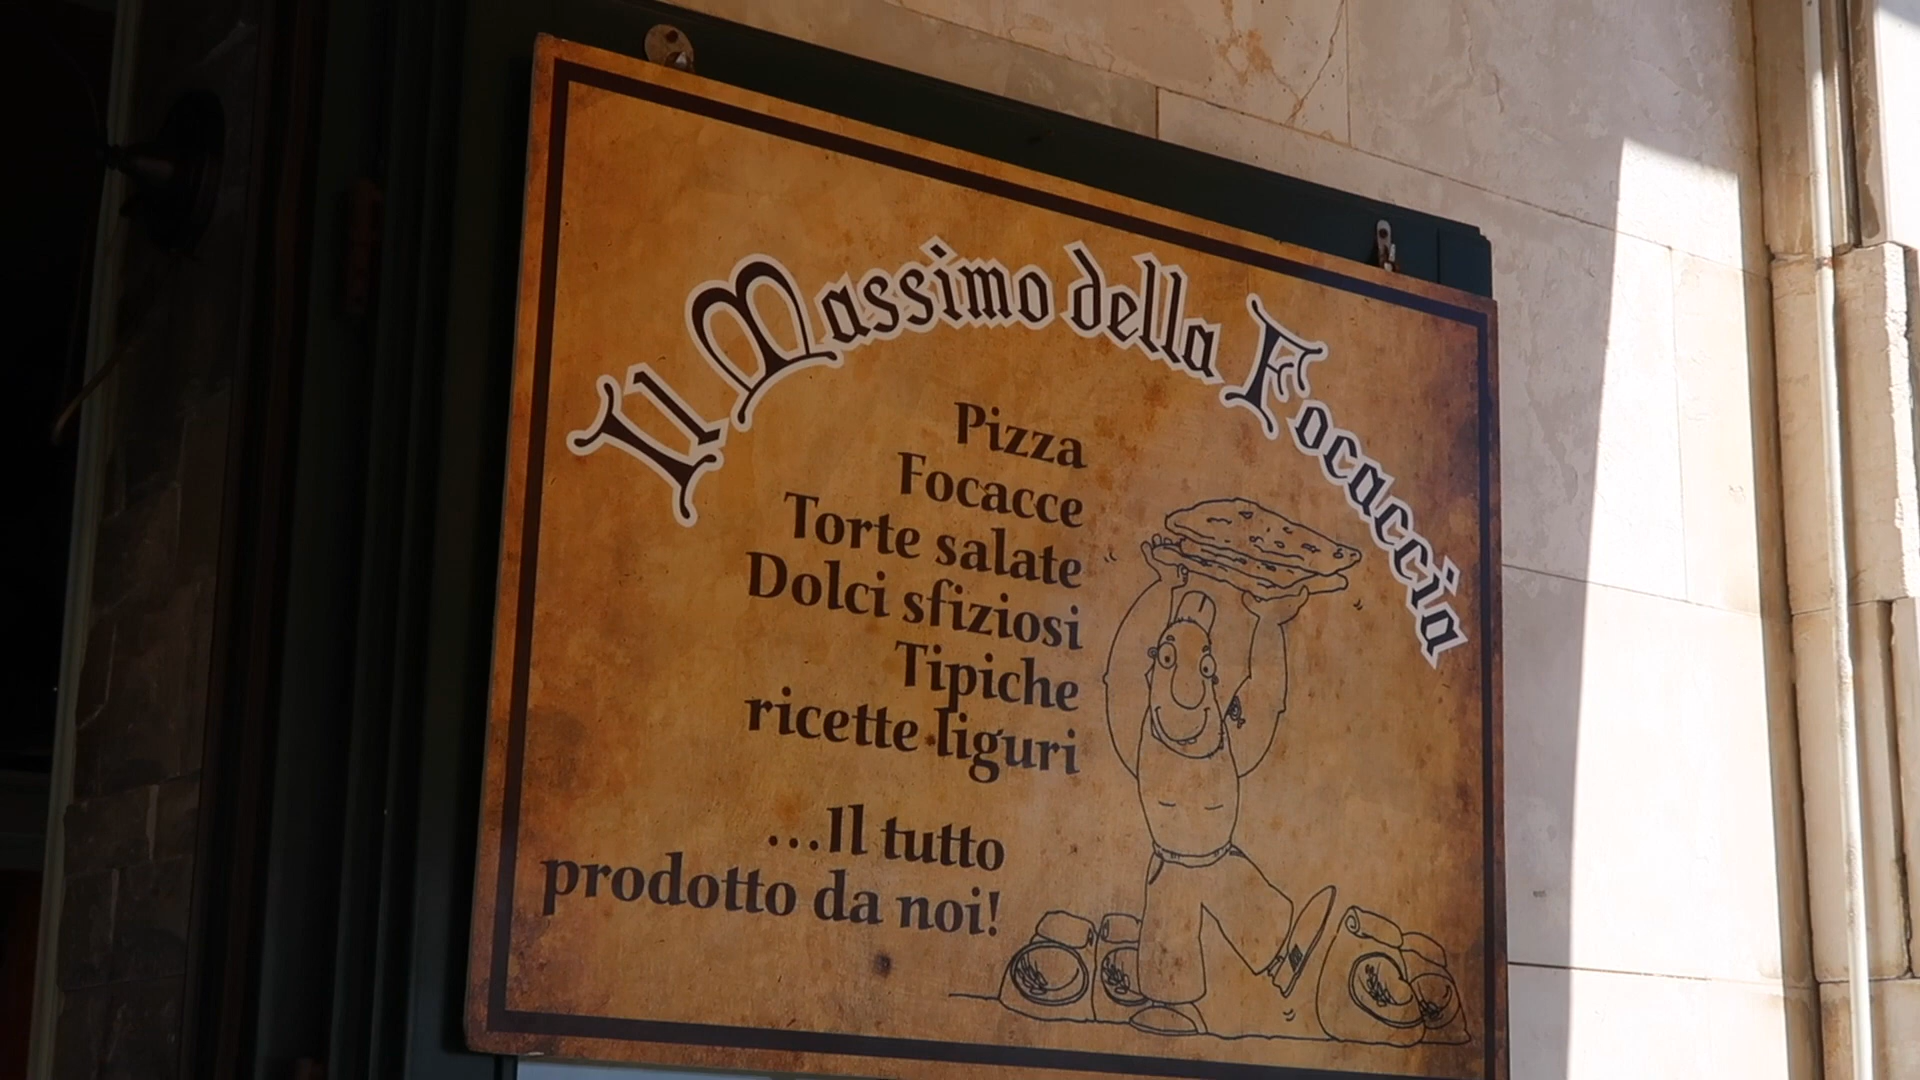 Il Massimo della Focaccia
Pizza
Focacce
Torte salate
Dolci sfiziosi
Tipiche
ricette liguri
...Il tutto
prodotto da noi!